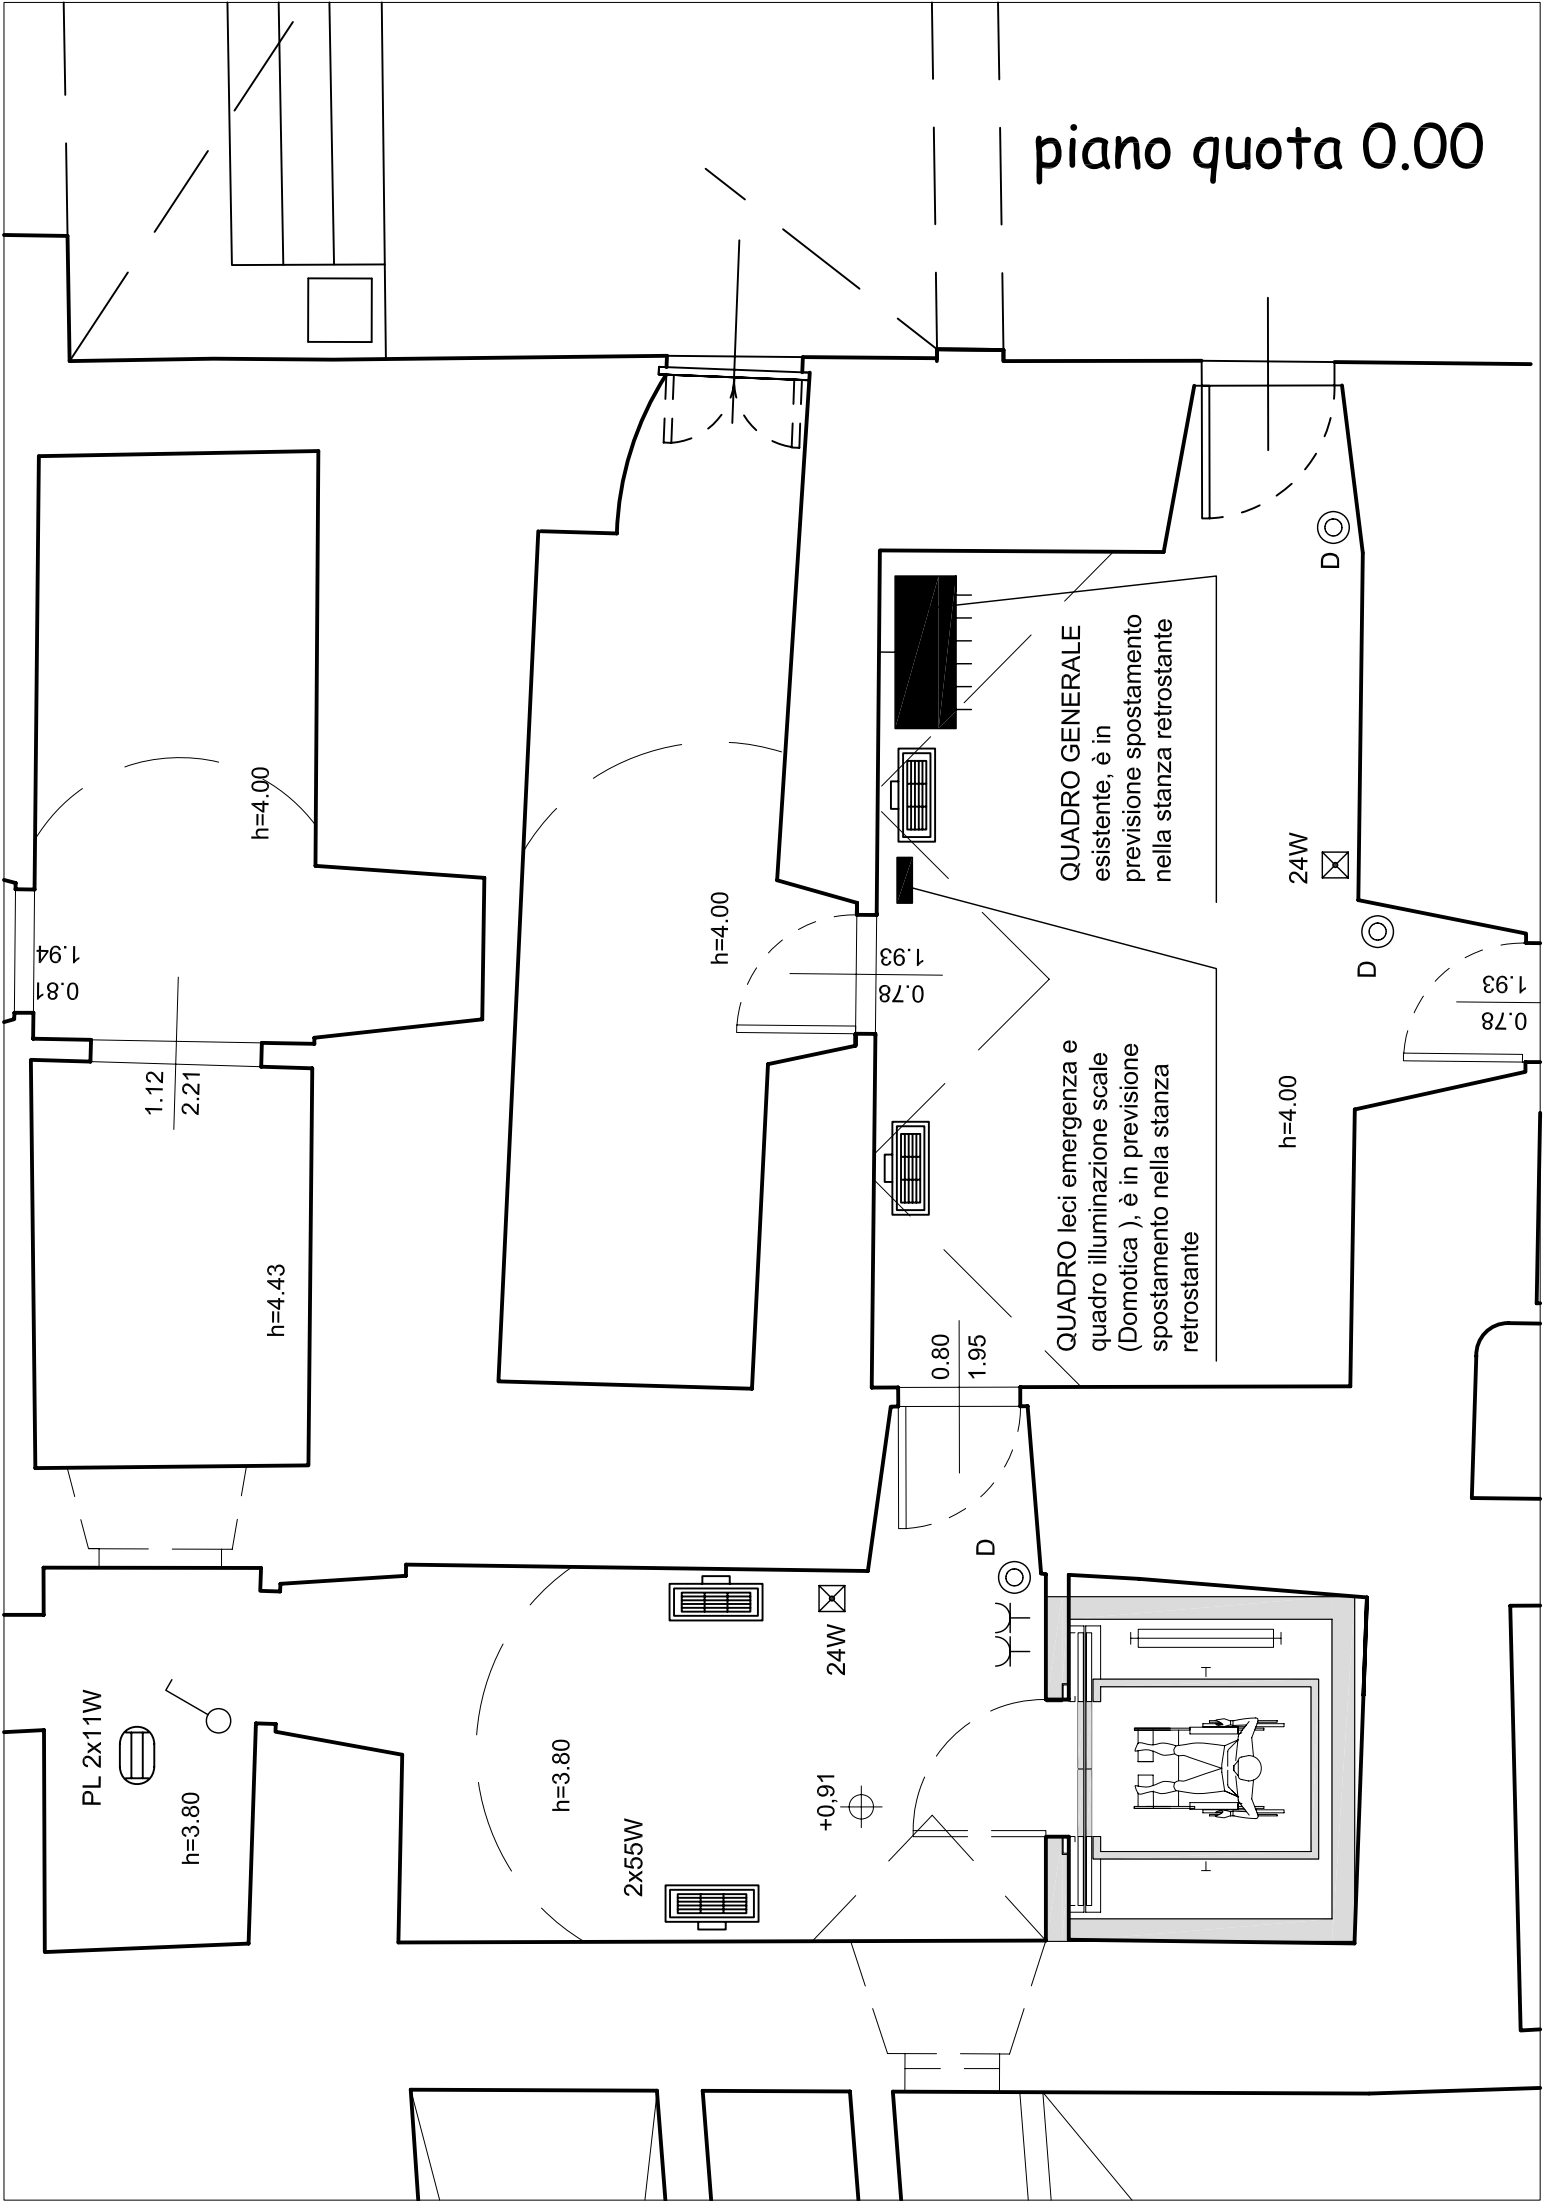 piano quota 0.00
h=4.00
1.94
0.81
1.12
2.21
h=4.43
h=4.00
1.93
0.78
QUADRO GENERALE
esistente, è in
previsione spostamento
nella stanza retrostante
D
24W
D
1.93
0.78
h=4.00
QUADRO leci emergenza e
quadro illuminazione scale
(Domotica ), è in previsione
spostamento nella stanza
retrostante
0.80
1.95
D
24W
PL 2x11W
h=3.80
h=3.80
2x55W
+0,91